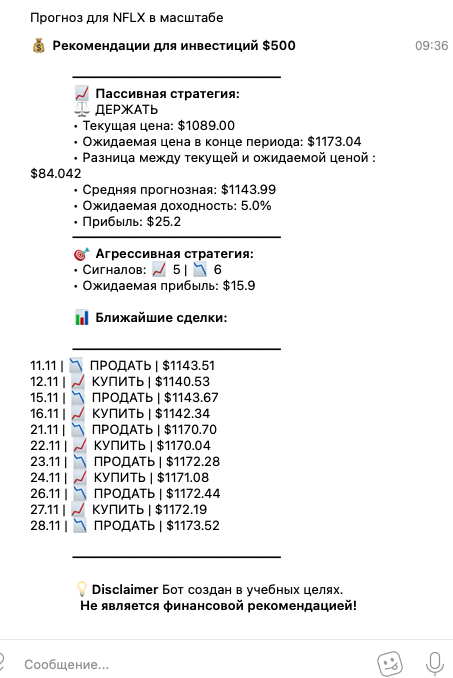 Прогноз для NFLX в масштабе
💰 Рекомендации для инвестиций $500
09:36
📈 Пассивная стратегия:
⚖️ ДЕРЖАТЬ
• Текущая цена: $1089.00
• Ожидаемая цена в конце периода: $1173.04
• Разница между текущей и ожидаемой ценой :
$84.042
• Средняя прогнозная: $1143.99
• Ожидаемая доходность: 5.0%
• Прибыль: $25.2
🎯 Агрессивная стратегия:
• Сигналов: 📈 5 | 📉 6
• Ожидаемая прибыль: $15.9
📊 Ближайшие сделки:
11.11 | 📉 ПРОДАТЬ | $1143.51
12.11 | 📈 КУПИТЬ | $1140.53
15.11 | 📉 ПРОДАТЬ | $1143.67
16.11 | 📈 КУПИТЬ | $1142.34
21.11 | 📉 ПРОДАТЬ | $1170.70
22.11 | 📈 КУПИТЬ | $1170.04
23.11 | 📉 ПРОДАТЬ | $1172.28
24.11 | 📈 КУПИТЬ | $1171.08
26.11 | 📉 ПРОДАТЬ | $1172.44
27.11 | 📈 КУПИТЬ | $1172.19
28.11 | 📉 ПРОДАТЬ | $1173.52
💡 Disclaimer Бот создан в учебных целях.
Не является финансовой рекомендацией!
Сообщение...